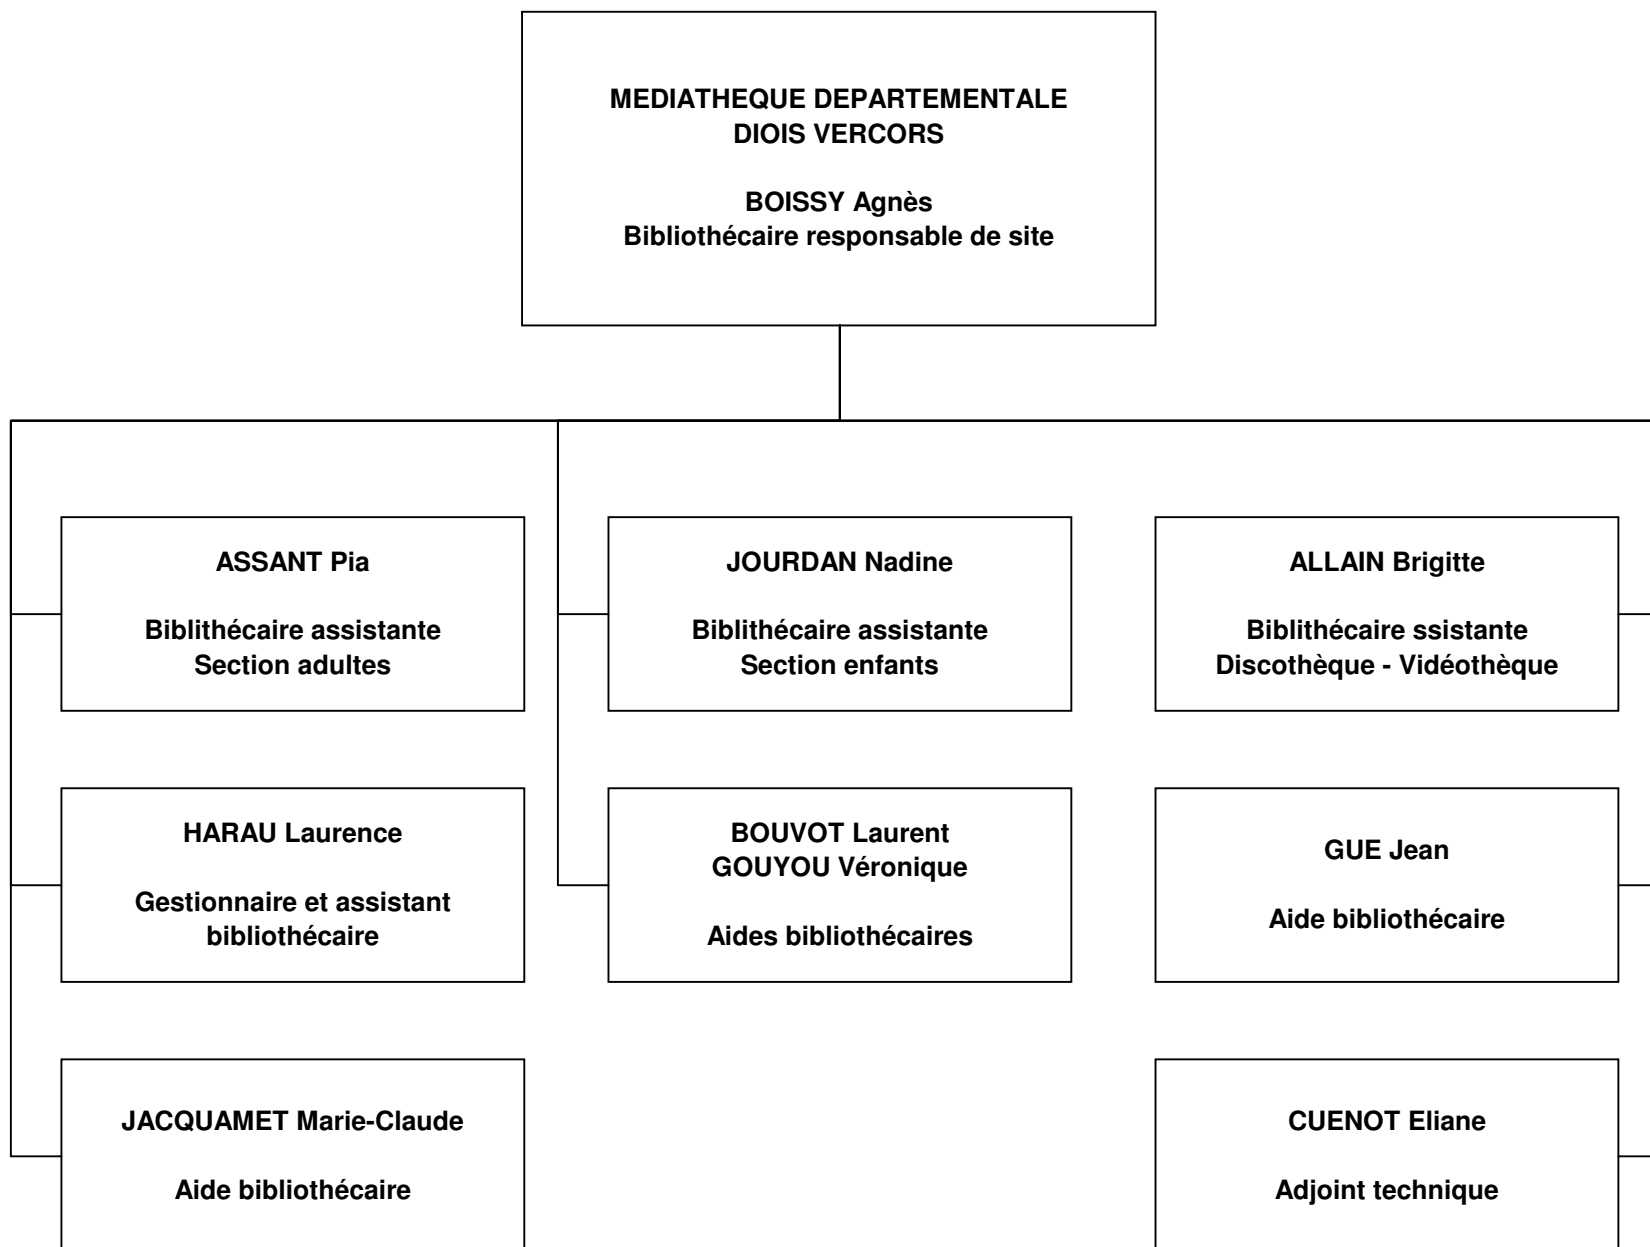 MEDIATHEQUE DEPARTEMENTALE
DIOIS VERCORS
BOISSY Agnès
Bibliothécaire responsable de site
ASSANT Pia
Biblithécaire assistante
Section adultes
JOURDAN Nadine
Biblithécaire assistante
Section enfants
ALLAIN Brigitte
Biblithécaire ssistante
Discothèque - Vidéothèque
HARAU Laurence
Gestionnaire et assistant
bibliothécaire
BOUVOT Laurent
GOUYOU Véronique
Aides bibliothécaires
GUE Jean
Aide bibliothécaire
JACQUAMET Marie-Claude
Aide bibliothécaire
CUENOT Eliane
Adjoint technique